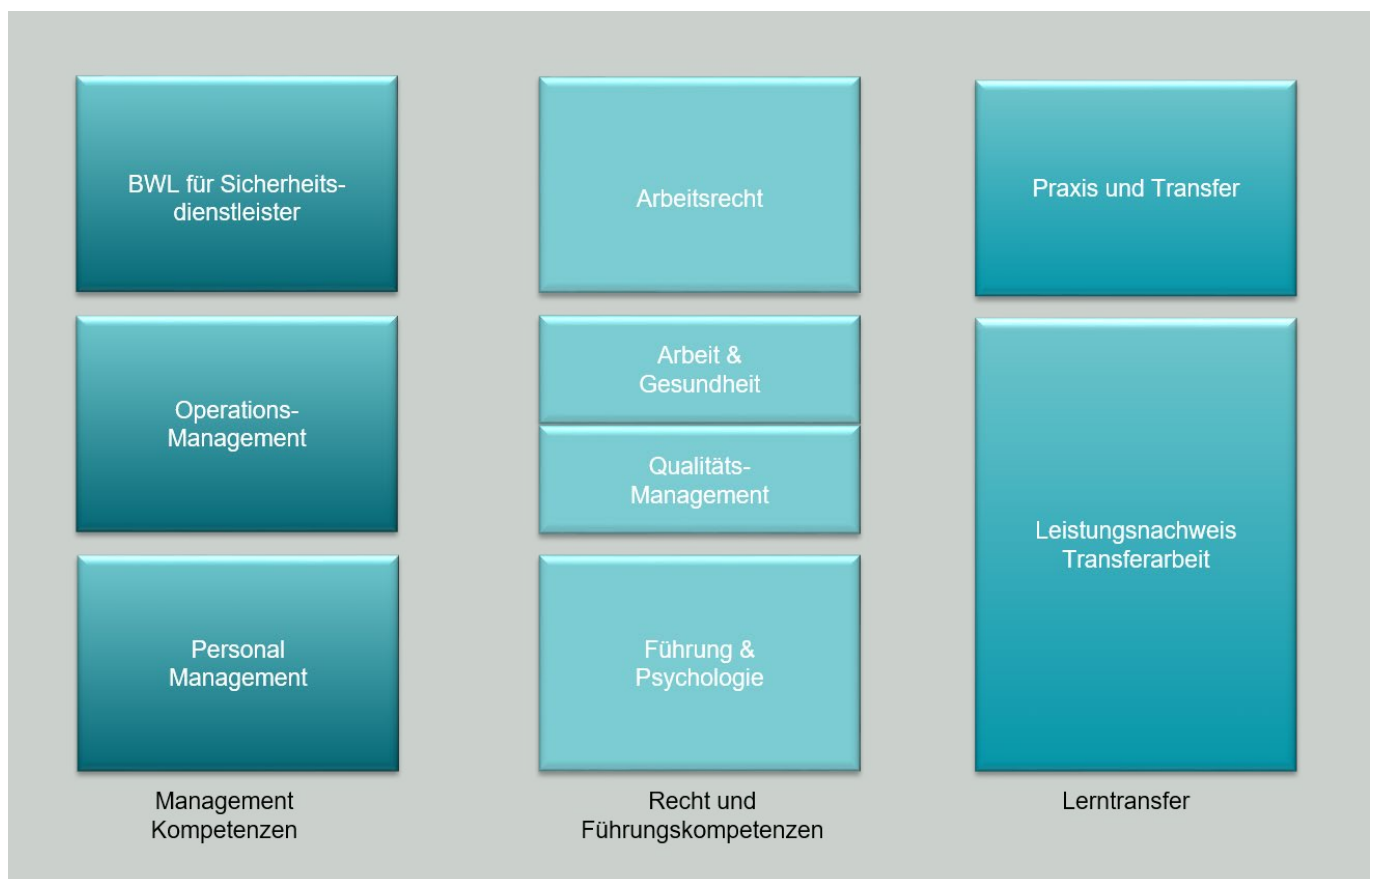 BWL für Sicherheits-
dienstleister
Operations-
Management
Personal
Management
Management
Kompetenzen
Arbeitsrecht
Arbeit &
Gesundheit
Qualitäts-
Management
Führung &
Psychologie
Recht und
Führungskompetenzen
Praxis und Transfer
Leistungsnachweis
Transferarbeit
Lerntransfer